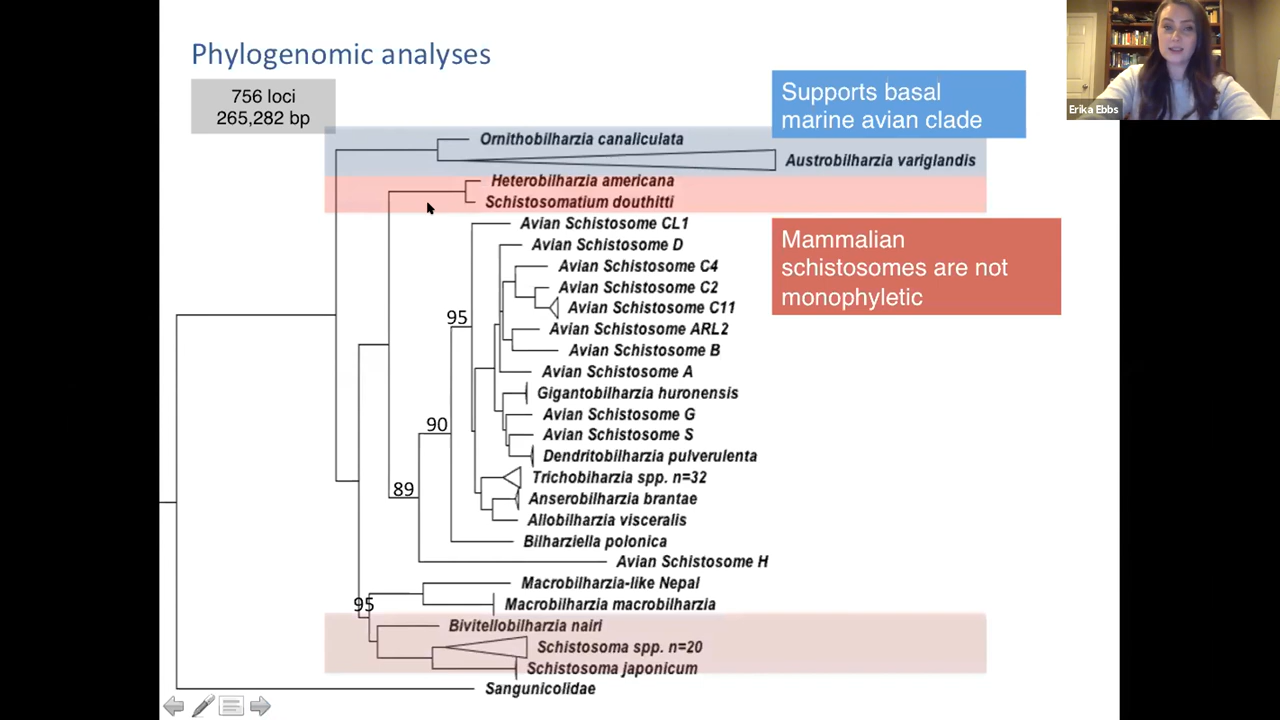 Phylogenomic analyses
756 loci
265,282 bp
Supports basal
marine avian clade
Erika Ebbs
Ornithobilharzia canaliculata
Austrobilharzia variglandis
Heterobilharzia americana
Schistosomatium douthitti
Avian Schistosome CL1
Mammalian
schistosomes are not
monophyletic
Avian Schistosome D
Avian Schistosome C4
Avian Schistosome C2
Avian Schistosome C11
95
Avian Schistosome ARL2
Avian Schistosome B
Avian Schistosome A
Gigantobilharzia huronensis
Avian Schistosome G
90
Avian Schistosome S
Dendritobilharzia pulverulenta
Trichobiharzia spp. n=32
89
Anserobilharzia brantae
Allobilharzia visceralis
Bilharziella polonica
Avian Schistosome H
Macrobilharzia-like Nepal
95
Macrobilharzia macrobilharzia
Bivitellobilharzia nairi
Schistosoma spp. n=20
Schistosoma japonicum
Sangunicolidae